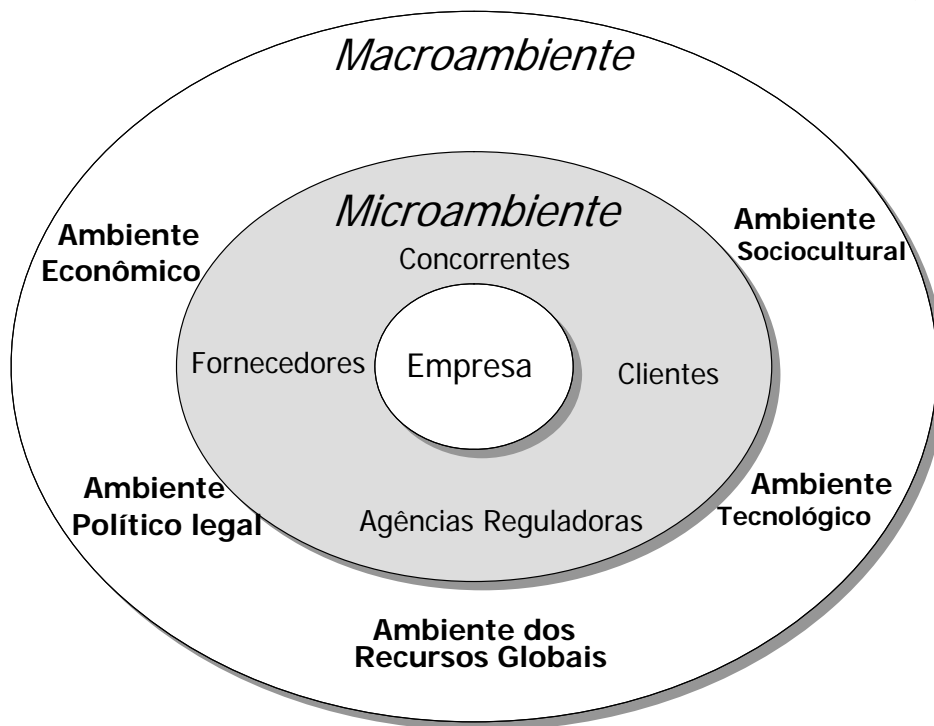 Macroambiente
Microambiente
Ambiente
Econômico
Ambiente
Sociocultural
Concorrentes
Fornecedores
Empresa
Clientes
Ambiente
Político legal
Agências Reguladoras
Ambiente
Tecnológico
Ambiente dos
Recursos Globais